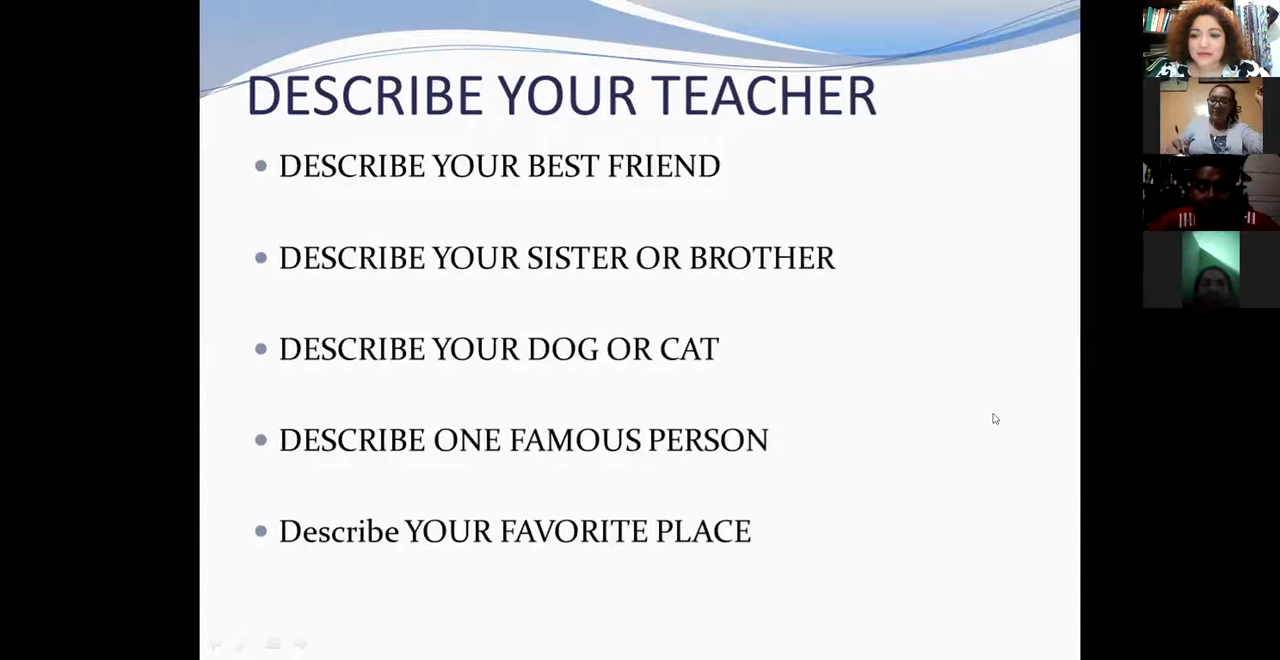 DESCRIBE YOUR TEACHER
DESCRIBE YOUR BEST FRIEND
DESCRIBE YOUR SISTER OR BROTHER
DESCRIBE YOUR DOG OR CAT
DESCRIBE ONE FAMOUS PERSON
Describe YOUR FAVORITE PLACE